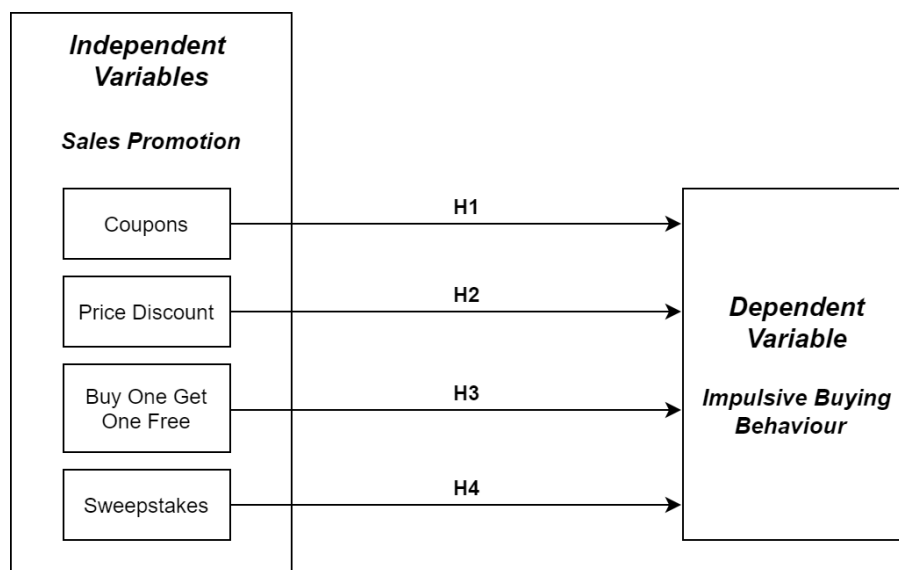 Independent
Variables
Sales Promotion
Coupons
H1
Price Discount
H2
Buy One Get
One Free
H3
Sweepstakes
H4
Dependent
Variable
Impulsive Buying
Behaviour